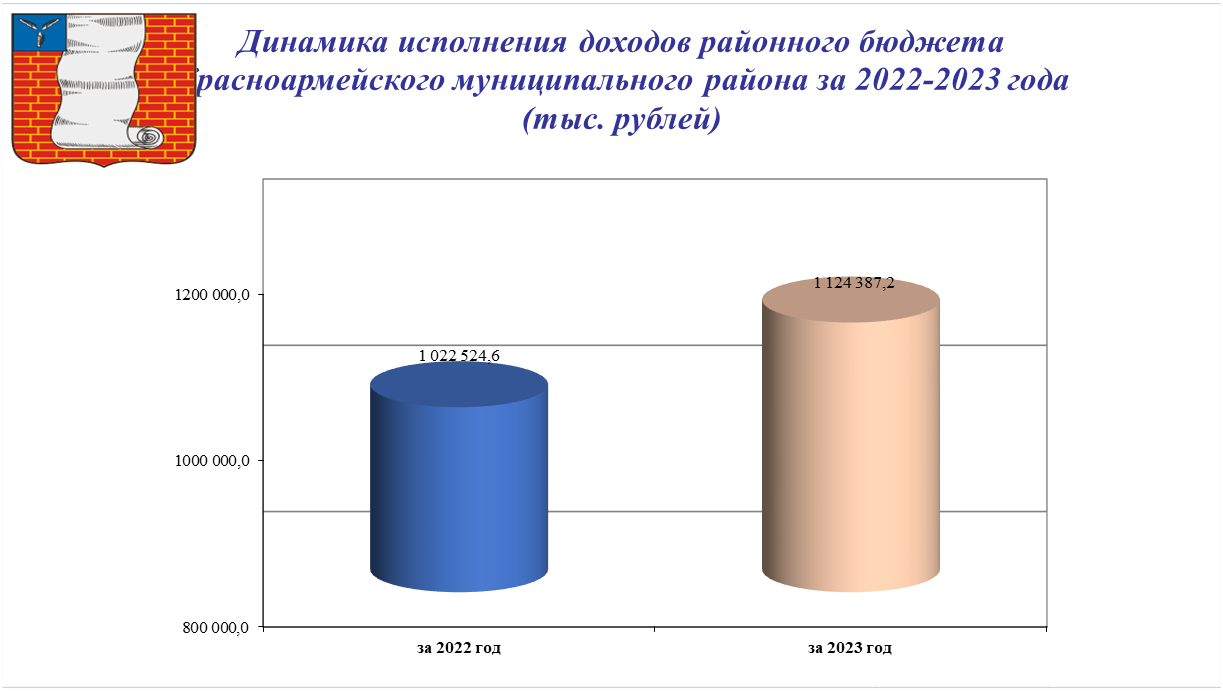 Динамика исполнения доходов районного бюджета
расноармейского муниципального района за 2022-2023 года
(тыс. рублей)
1 124 387,2
1200 000,0
1 022 524,6
1000 000,0
800 000,0
за 2022 год
за 2023 год